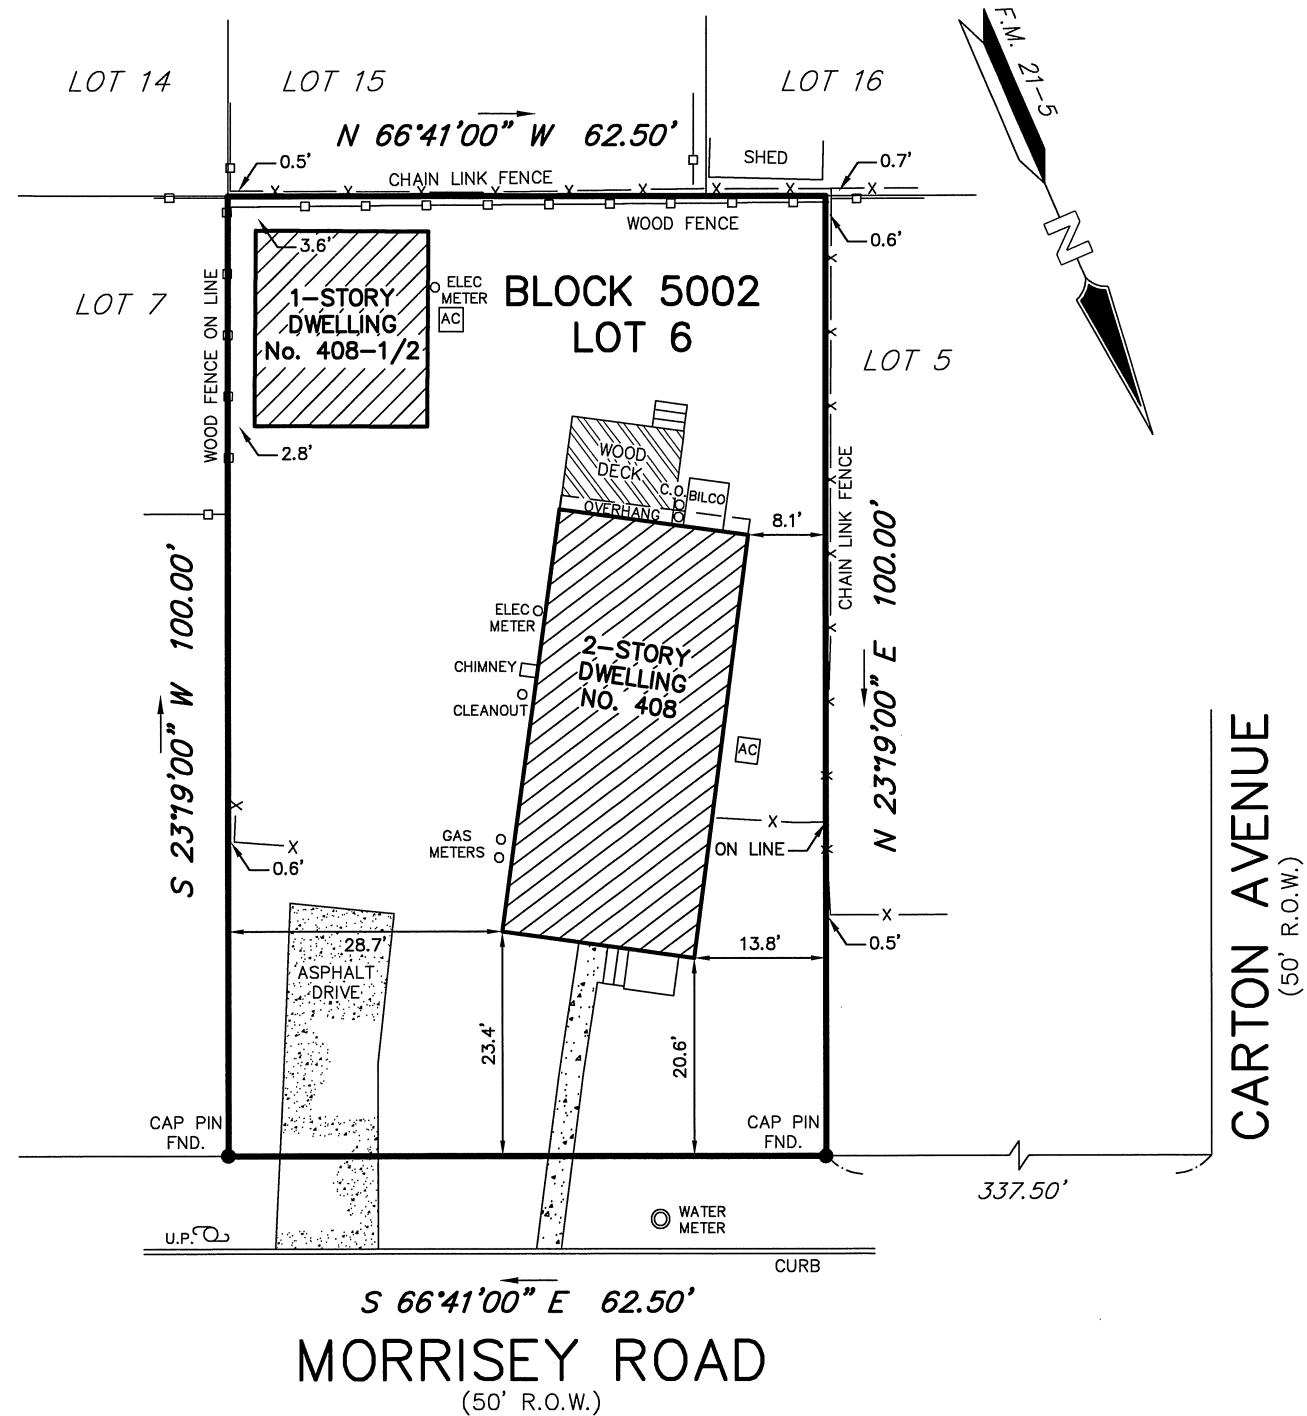 LOT 14
LOT 15
LOT 16
F.M. 21-5
N 66°41'00" W 62.50'
0.5'
SHED
0.7'
CHAIN LINK FENCE
WOOD FENCE
0.6'
3.6'
N
LOT 7
WOOD FENCE ON LINE
1-STORY
DWELLING
No. 408-1/2
ELEC
METER
AC
BLOCK 5002
LOT 6
LOT 5
2.8'
WOOD
DECK
C.O.
BILCO
OVERHANG
8.1'
CHAIN LINK FENCE
S 23°19'00" W 100.00'
N 23°19'00" E 100.00'
ELEC
METER
CHIMNEY
CLEANOUT
2-STORY
DWELLING
NO. 408
AC
GAS
METERS
ON LINE
0.6'
28.7'
13.8'
0.5'
ASPHALT
DRIVE
23.4'
20.6'
CARTON AVENUE
(50' R.O.W.)
CAP PIN
FND.
CAP PIN
FND.
337.50'
U.P.
WATER
METER
CURB
S 66°41'00" E 62.50'
MORRISEY ROAD
(50' R.O.W.)